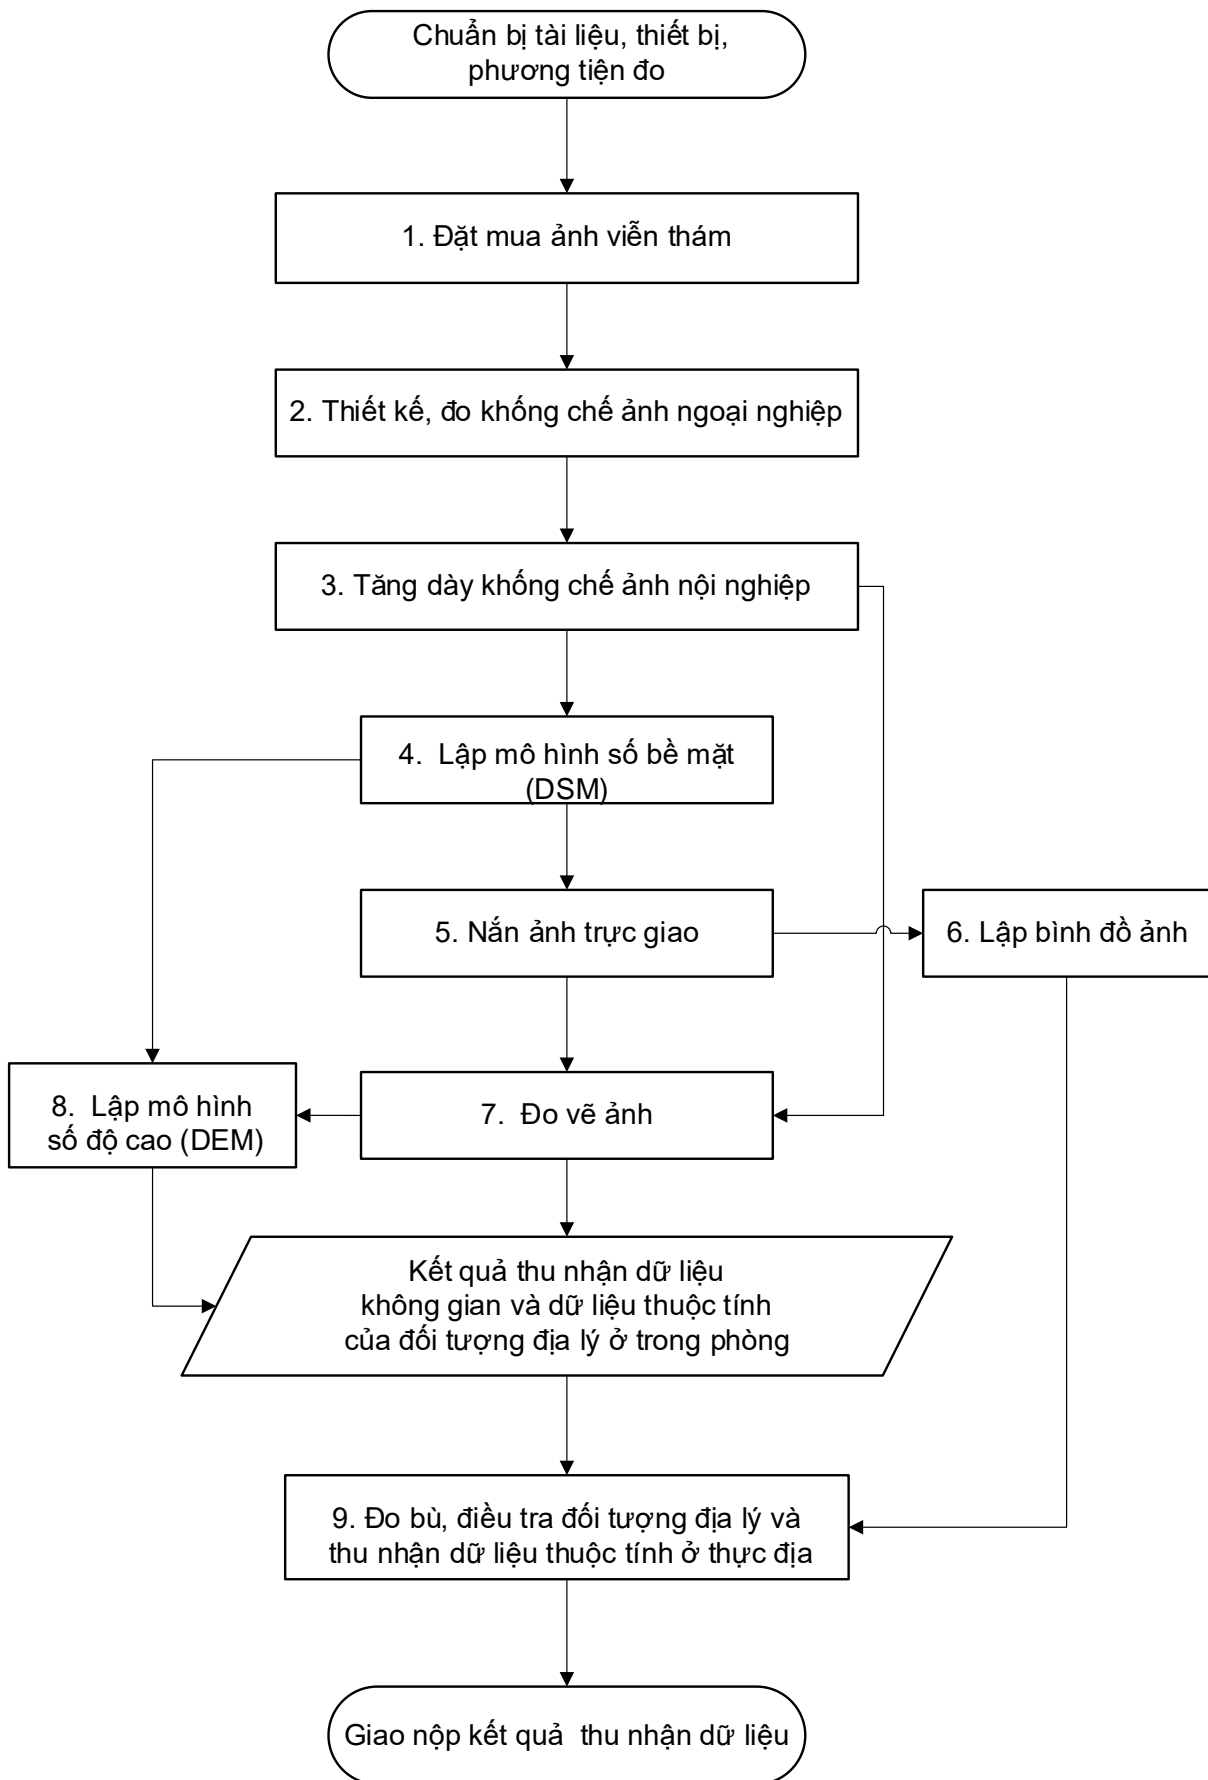 Chuẩn bị tài liệu, thiết bị,
phương tiện đo
1. Đặt mua ảnh viễn thám
2. Thiết kế, đo khống chế ảnh ngoại nghiệp
3. Tăng dày khống chế ảnh nội nghiệp
4. Lập mô hình số bề mặt
(DSM)
5. Nắn ảnh trực giao
6. Lập bình đồ ảnh
7. Đo vẽ ảnh
8. Lập mô hình
số độ cao (DEM)
Kết quả thu nhận dữ liệu
không gian và dữ liệu thuộc tính
của đối tượng địa lý ở trong phòng
9. Đo bù, điều tra đối tượng địa lý và
thu nhận dữ liệu thuộc tính ở thực địa
Giao nộp kết quả thu nhận dữ liệu